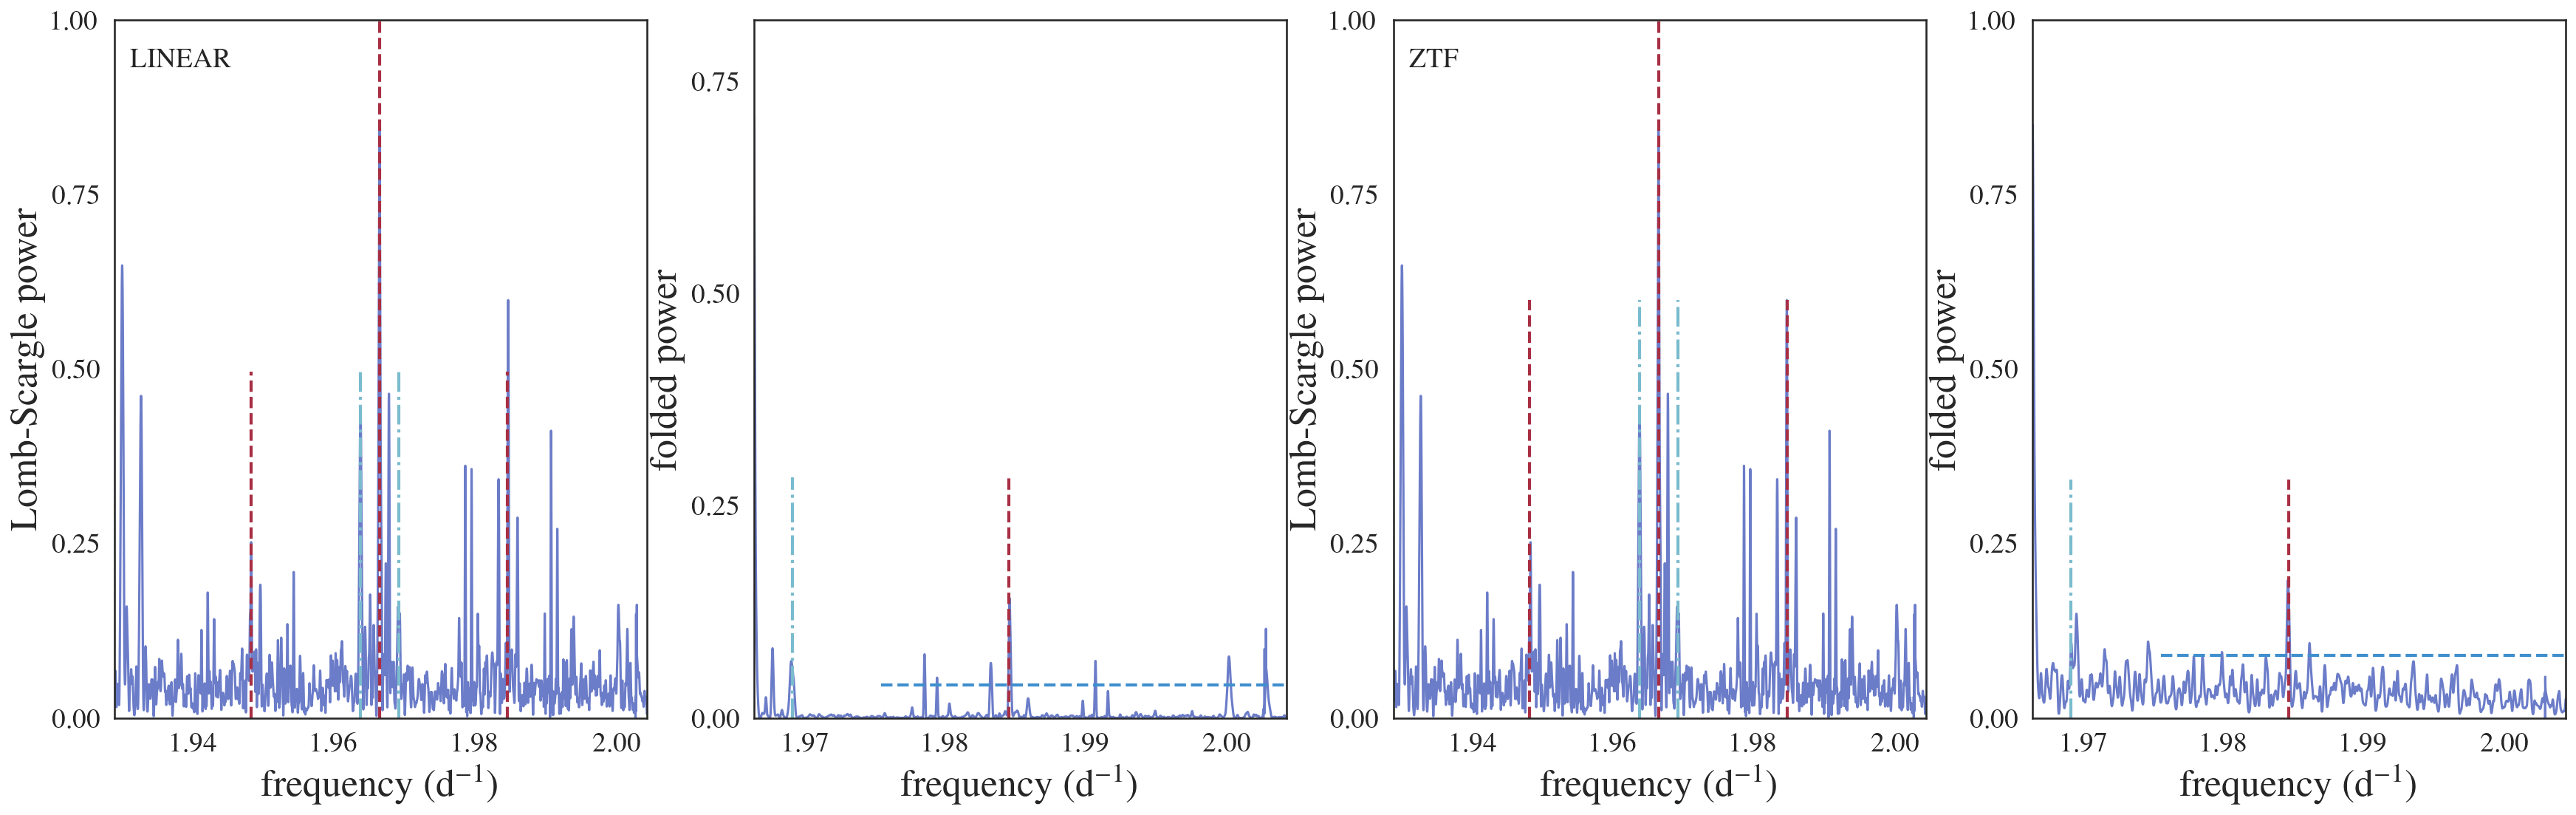 LINEAR
Lomb-Scargle power
1.00
0.75
0.50
0.25
0.00
1.94 1.96 1.98 2.00
frequency (d⁻¹)
folded power
0.75
0.50
0.25
0.00
1.97 1.98 1.99 2.00
frequency (d⁻¹)
ZTF
Lomb-Scargle power
1.00
0.75
0.50
0.25
0.00
1.94 1.96 1.98 2.00
frequency (d⁻¹)
folded power
1.00
0.75
0.50
0.25
0.00
1.97 1.98 1.99 2.00
frequency (d⁻¹)